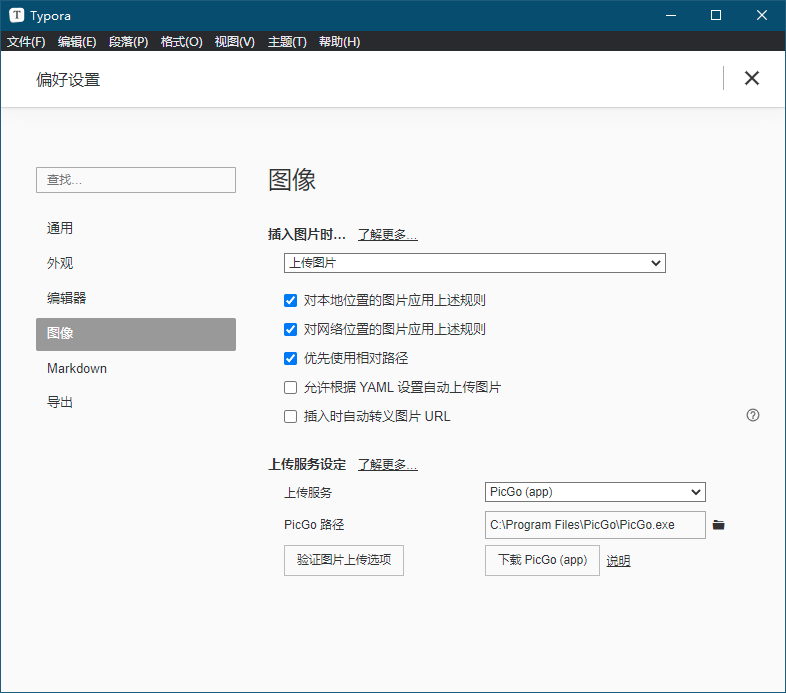 Typora
文件(F) 编辑(E) 段落(P) 格式(O) 视图(V) 主题(T) 帮助(H)
偏好设置
查找...
通用
外观
编辑器
图像
Markdown
导出
图像
插入图片时... 了解更多...
上传图片
对本地位置的图片应用上述规则
对网络位置的图片应用上述规则
优先使用相对路径
允许根据 YAML 设置自动上传图片
插入时自动转义图片 URL
上传服务设定 了解更多...
上传服务 PicGo (app)
PicGo 路径 C:\Program Files\PicGo\PicGo.exe
验证图片上传选项 下载 PicGo (app) 说明